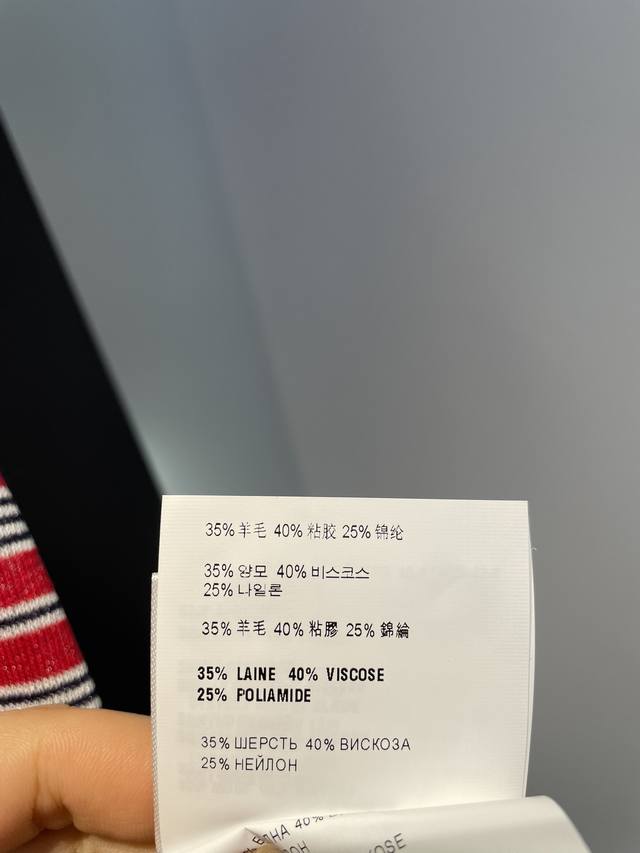 35% 羊毛 40% 粘胶 25% 锦纶
35% 양모 40% 비스코스
25% 나일론
35% 羊毛 40% 粘膠 25% 錦綸
35% LAINE 40% VISCOSE
25% POLIAMIDE
35% ШЕРСТЬ 40% ВИСКОЗА
25% НЕЙЛОН
40%